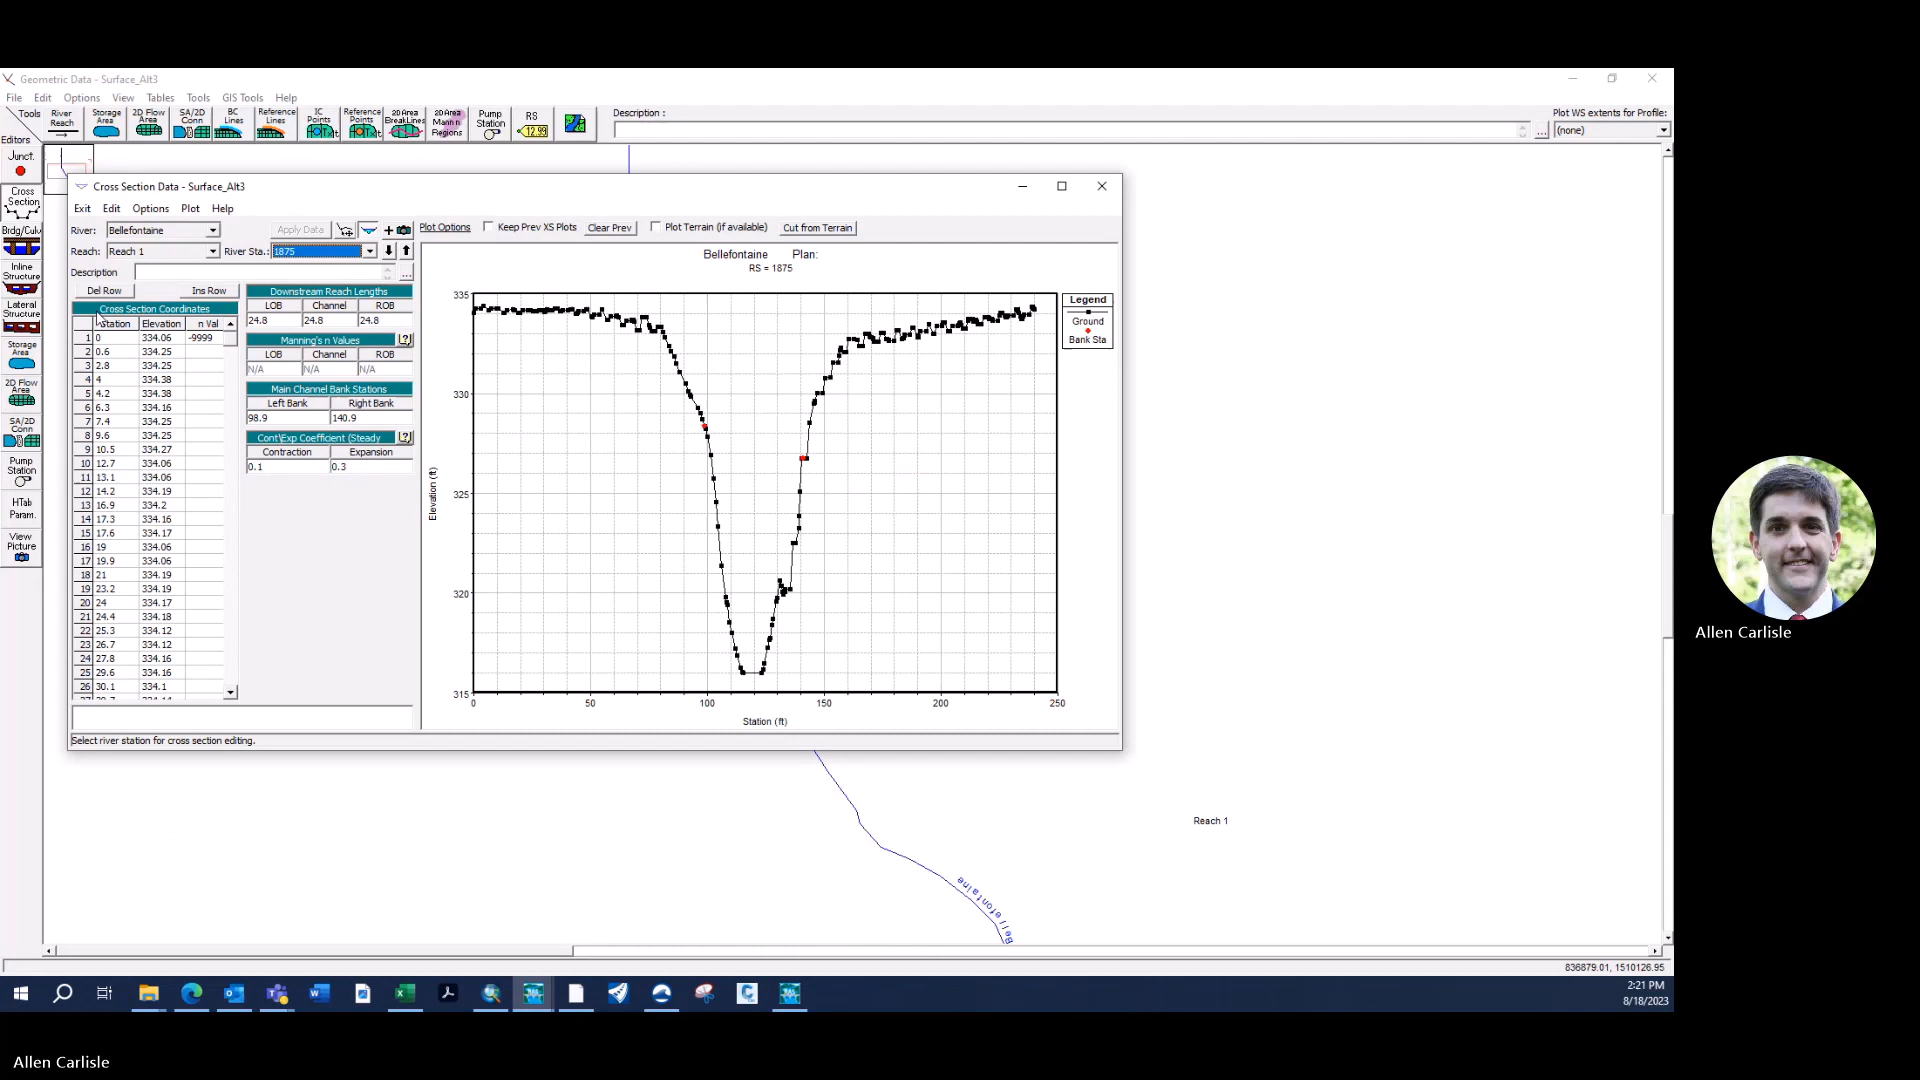 Geometric Data - Surface_Alt3
File Edit Options View Tables Tools GIS Tools Help
Tools
Editors
River Reach
Storage Area
2D Flow Area
SA/2D Conn
BC Lines
Reference Lines
IC Points
Reference Points
2D Area BreakLines
2D Area Mann n Regions
Pump Station
RS
12.99
Description :
...
Plot WS extents for Profile:
(none)
Junct.
Cross Section
Brdg/Culv
Inline Structure
Lateral Structure
Storage Area
2D Flow Area
SA/2D Conn
Pump Station
HTab Param.
View Picture
Cross Section Data - Surface_Alt3
Exit Edit Options Plot Help
River: Bellefontaine
Apply Data
Reach: Reach 1 River Sta.: 1875
Description
...
Del Row Ins Row
Cross Section Coordinates
Station Elevation n Val
1 0 334.06 -9999
2 0.6 334.25
3 2.8 334.25
4 4 334.38
5 4.2 334.38
6 6.3 334.16
7 7.4 334.25
8 9.6 334.25
9 10.5 334.27
10 12.7 334.06
11 13.1 334.06
12 14.2 334.19
13 16.9 334.2
14 17.3 334.16
15 17.6 334.17
16 19 334.06
17 19.9 334.06
18 21 334.19
19 23.2 334.19
20 24 334.17
21 24.4 334.18
22 25.3 334.12
23 26.7 334.12
24 27.8 334.16
25 29.6 334.16
26 30.1 334.1
Downstream Reach Lengths
LOB Channel ROB
24.8 24.8 24.8
Manning's n Values
LOB Channel ROB
N/A N/A N/A
Main Channel Bank Stations
Left Bank Right Bank
98.9 140.9
Cont\Exp Coefficient (Steady
Contraction Expansion
0.1 0.3
Select river station for cross section editing.
Plot Options Keep Prev XS Plots Clear Prev Plot Terrain (if available) Cut from Terrain
Bellefontaine Plan:
RS = 1875
335
330
325
320
315
Elevation (ft)
0 50 100 150 200 250
Station (ft)
Legend
Ground
Bank Sta
Reach 1
Bellefontaine
836879.01, 1510126.95
2:21 PM
8/18/2023
Allen Carlisle
Allen Carlisle